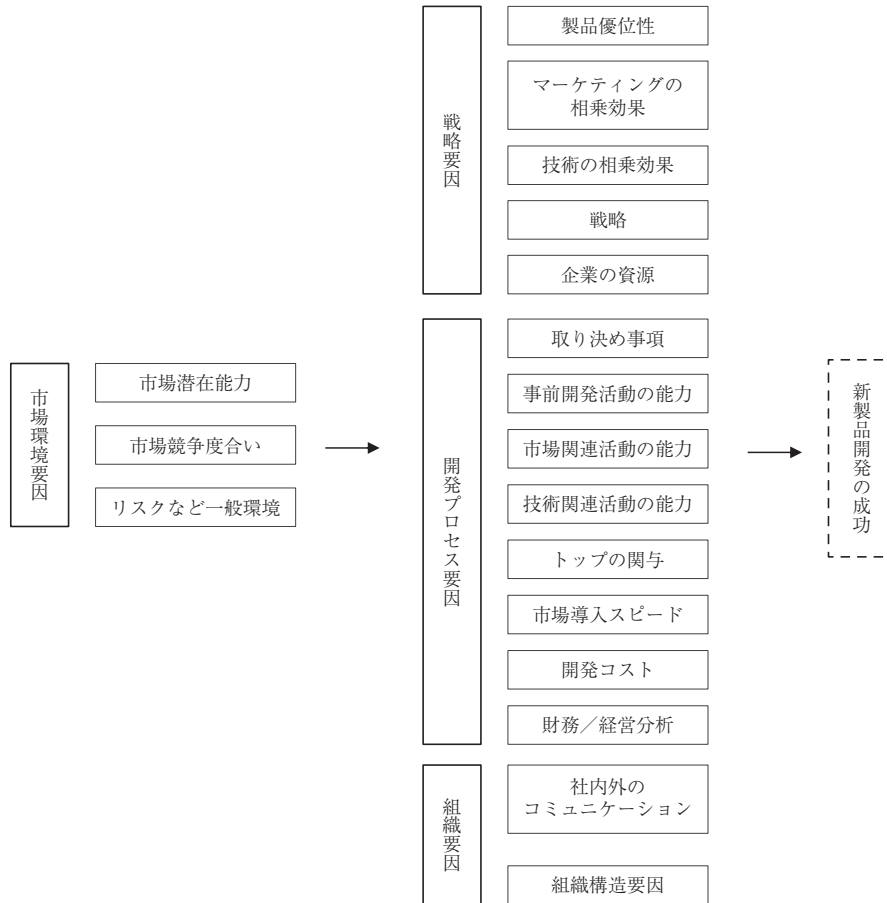 市場環境要因
市場潜在能力
市場競争度合い
リスクなど一般環境
戦略要因
製品優位性
マーケティングの
相乗効果
技術の相乗効果
戦略
企業の資源
開発プロセス要因
取り決め事項
事前開発活動の能力
市場関連活動の能力
技術関連活動の能力
トップの関与
市場導入スピード
開発コスト
財務／経営分析
組織要因
社内外の
コミュニケーション
組織構造要因
新製品開発の成功